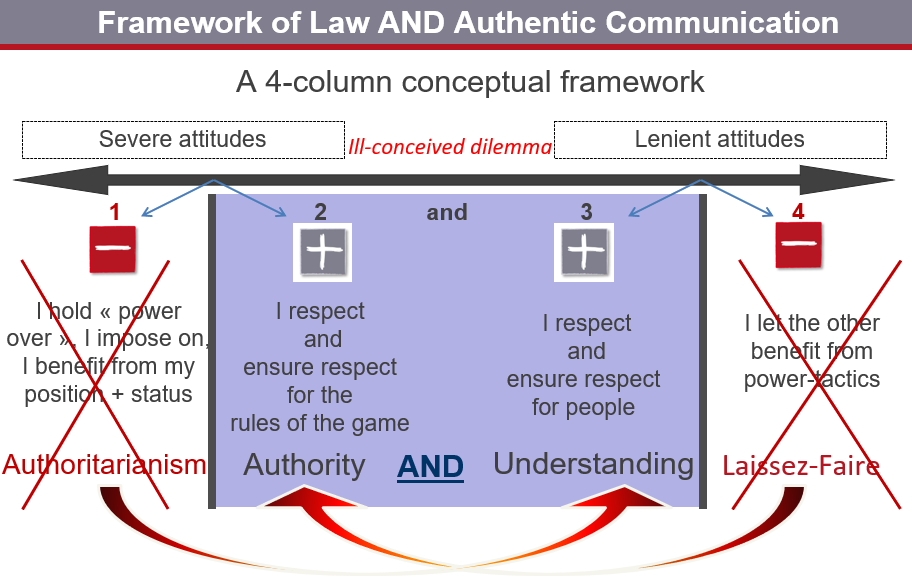 Framework of Law AND Authentic Communication
A 4-column conceptual framework
Severe attitudes
Ill-conceived dilemma
Lenient attitudes
1
2
and
3
4
I hold « power
over », I impose on,
I benefit from my
position + status
I respect
and
ensure respect
for the
rules of the game
I respect
and
ensure respect
for people
I let the other
benefit from
power-tactics
Authoritarianism
Authority
AND
Understanding
Laissez-Faire